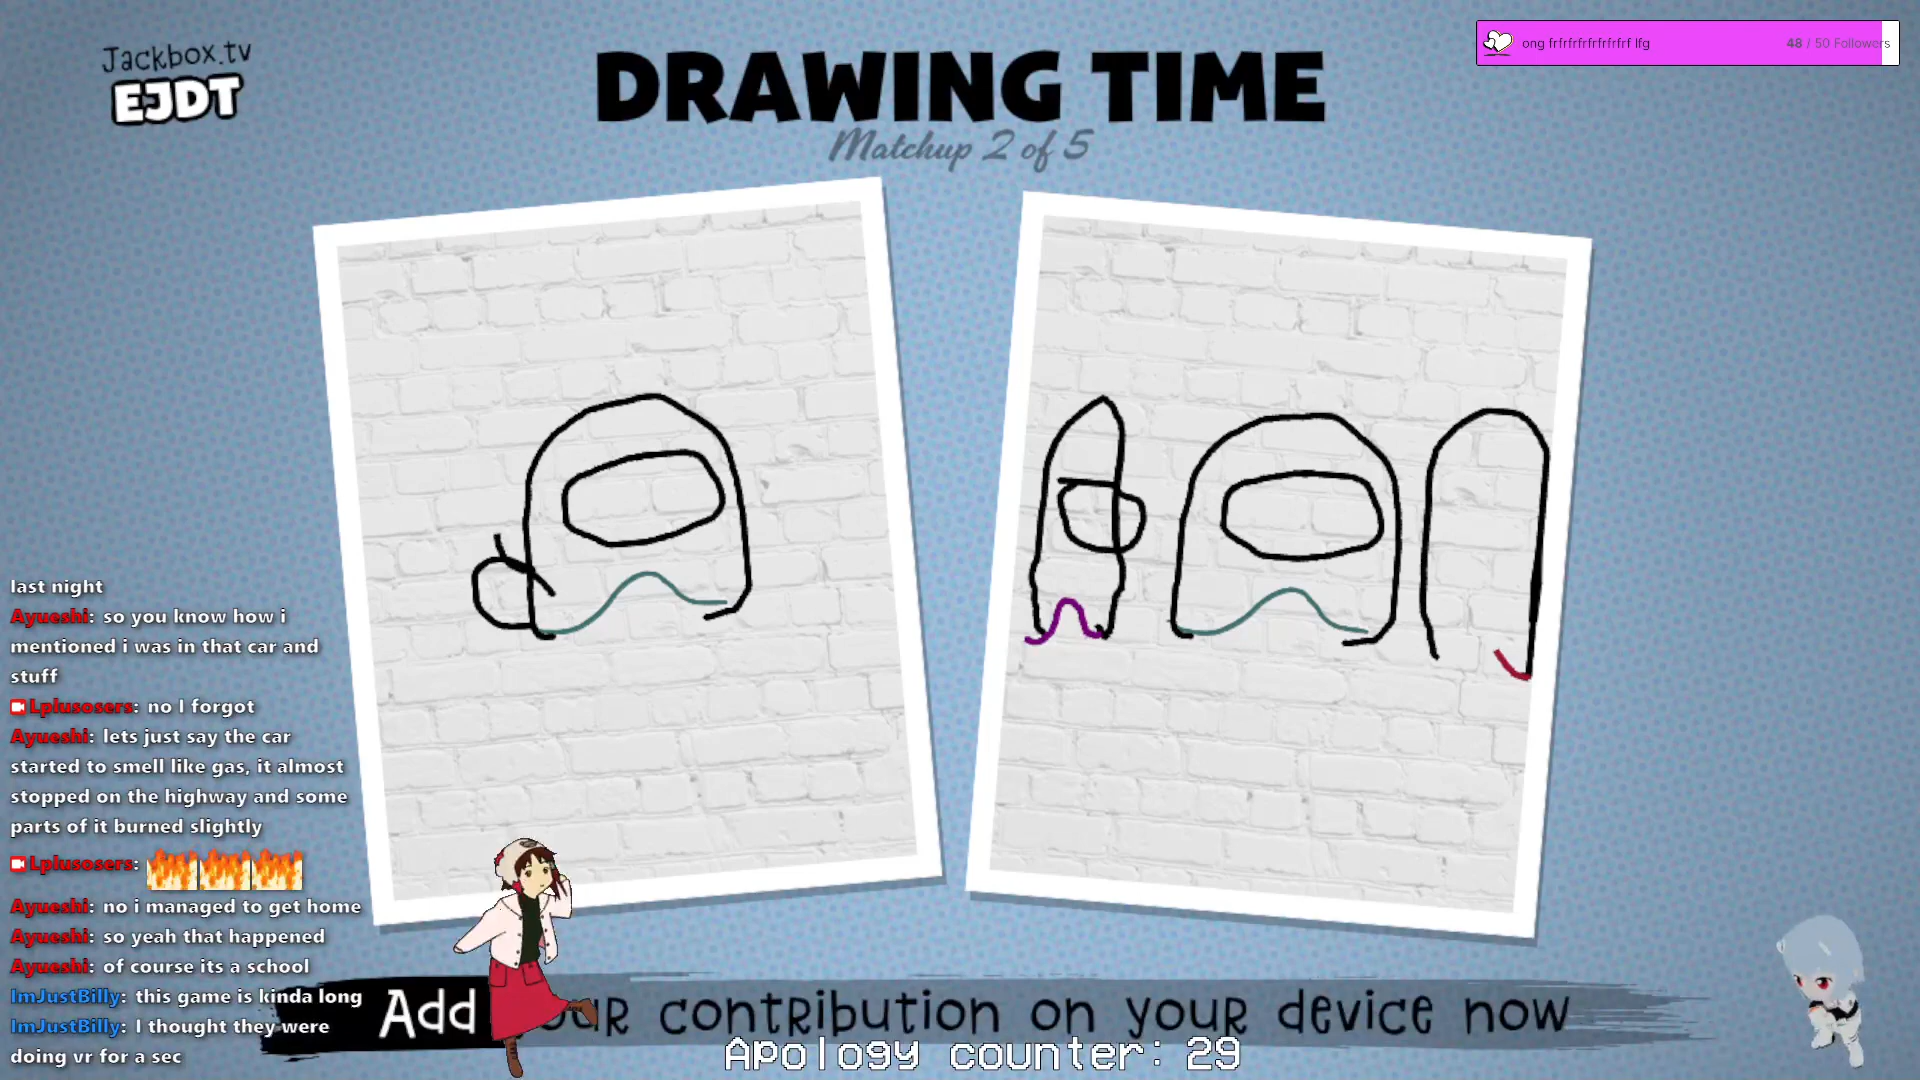 Jackbox.tv
EJDT
DRAWING TIME
Matchup 2 of 5
ong frfrfrfrfrfrfrfrf lfg
48 / 50 Followers
last night
Ayueshi: so you know how i
mentioned i was in that car and
stuff
Lplusosers: no I forgot
Ayueshi: lets just say the car
started to smell like gas, it almost
stopped on the highway and some
parts of it burned slightly
Lplusosers:
Ayueshi: no i managed to get home
Ayueshi: so yeah that happened
Ayueshi: of course its a school
ImJustBilly: this game is kinda long
ImJustBilly: I thought they were
doing vr for a sec
Add your contribution on your device now
Apology counter: 29